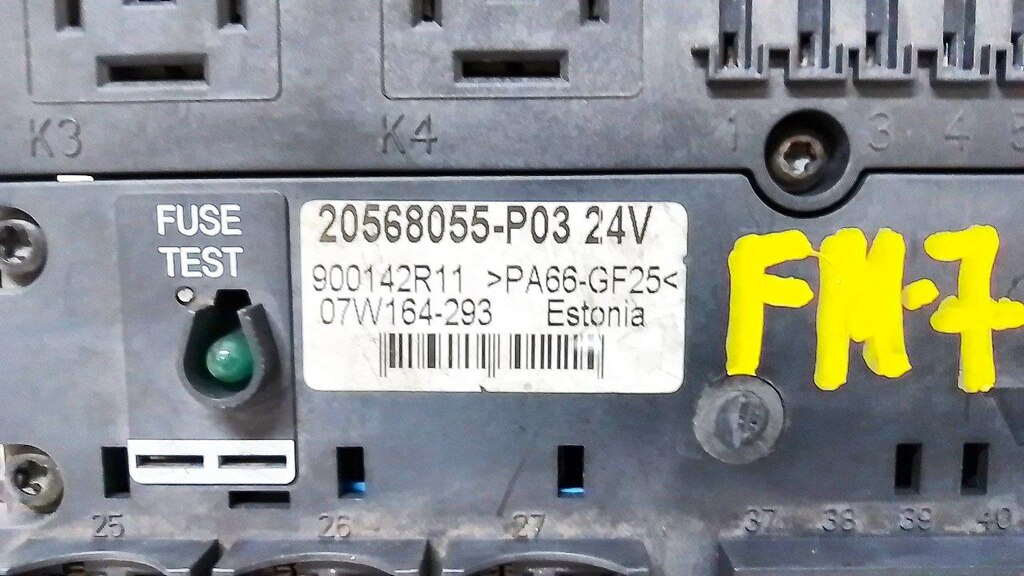 K3
K4
1
3
4
5
FUSE
TEST
20568055-P03 24V
900142R11 >PA66-GF25<
07W164-293 Estonia
FM-7
25
26
27
37
38
39
40